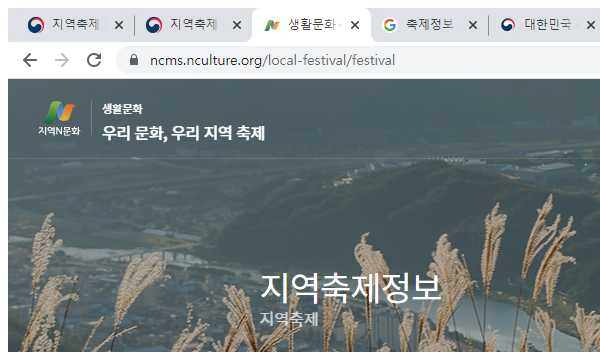 지역축제
지역축제
생활문화
축제정보
대한민국
ncms.nculture.org/local-festival/festival
지역N문화
생활문화
우리 문화, 우리 지역 축제
지역축제정보
지역축제